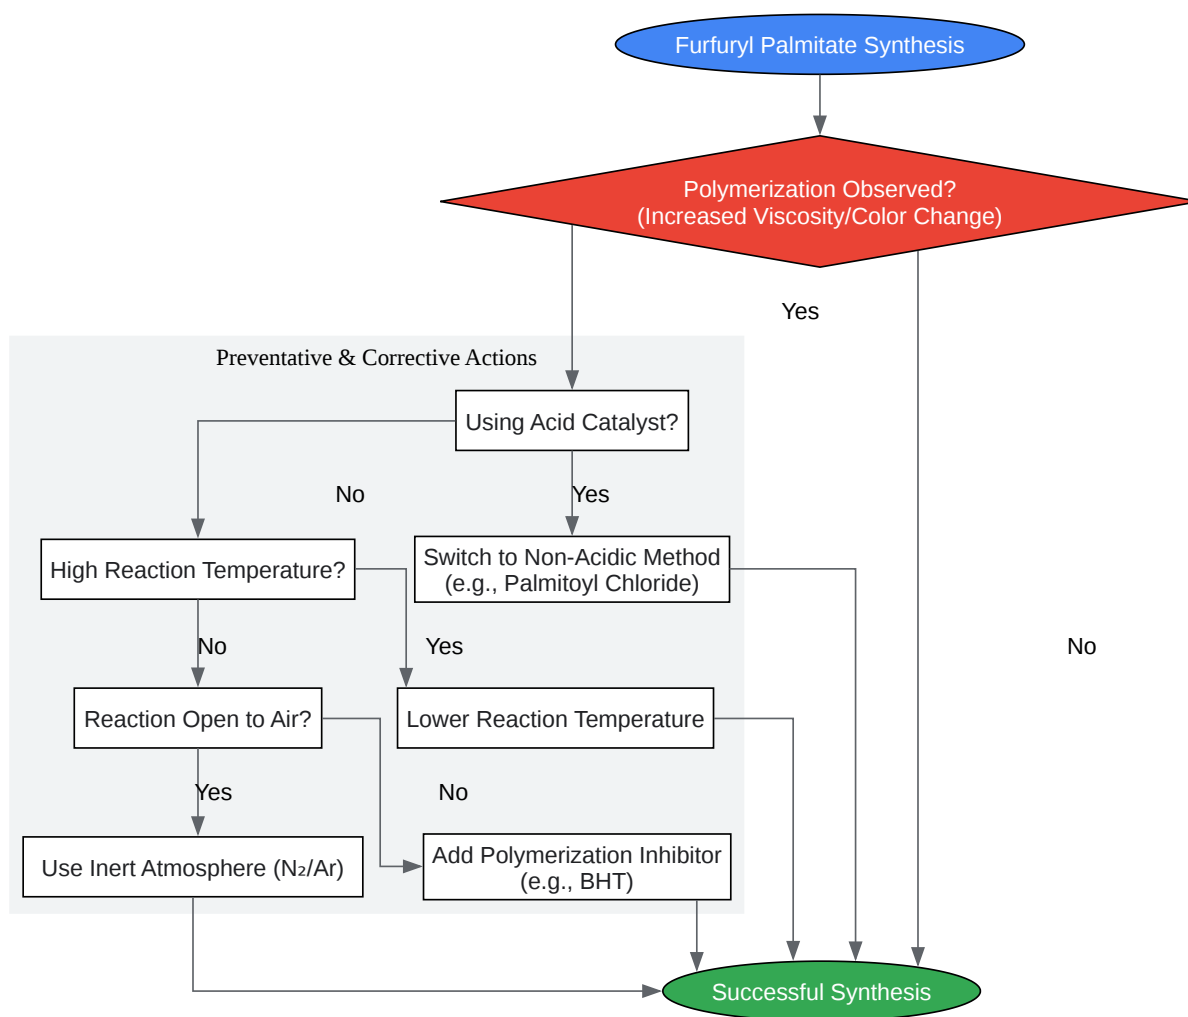 Furfuryl Palmitate Synthesis
Polymerization Observed?
(Increased Viscosity/Color Change)
Yes
Preventative & Corrective Actions
Using Acid Catalyst?
No
Yes
High Reaction Temperature?
Switch to Non-Acidic Method
(e.g., Palmitoyl Chloride)
No
Yes
No
Reaction Open to Air?
Lower Reaction Temperature
Yes
No
Use Inert Atmosphere (N₂/Ar)
Add Polymerization Inhibitor
(e.g., BHT)
Successful Synthesis